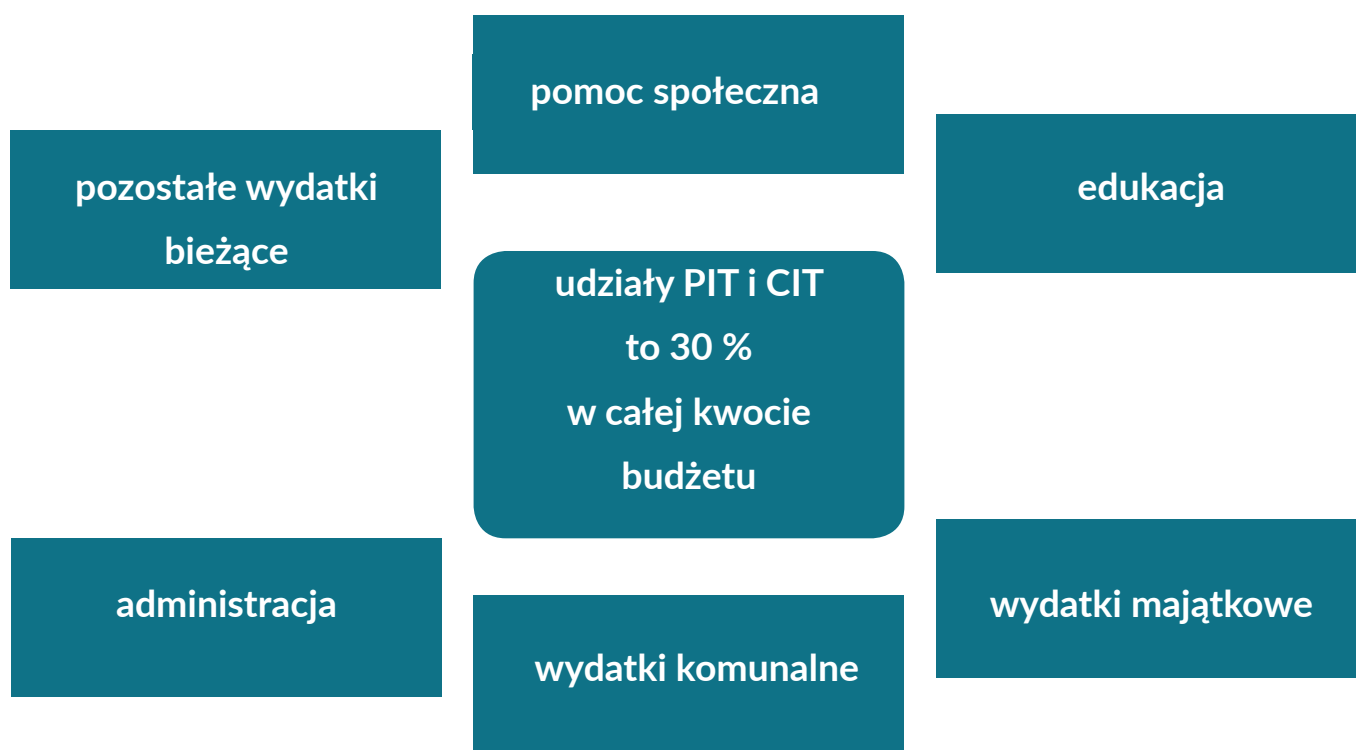 pomoc społeczna
pozostałe wydatki
bieżące
edukacja
udziały PIT i CIT
to 30 %
w całej kwocie
budżetu
administracja
wydatki majątkowe
wydatki komunalne